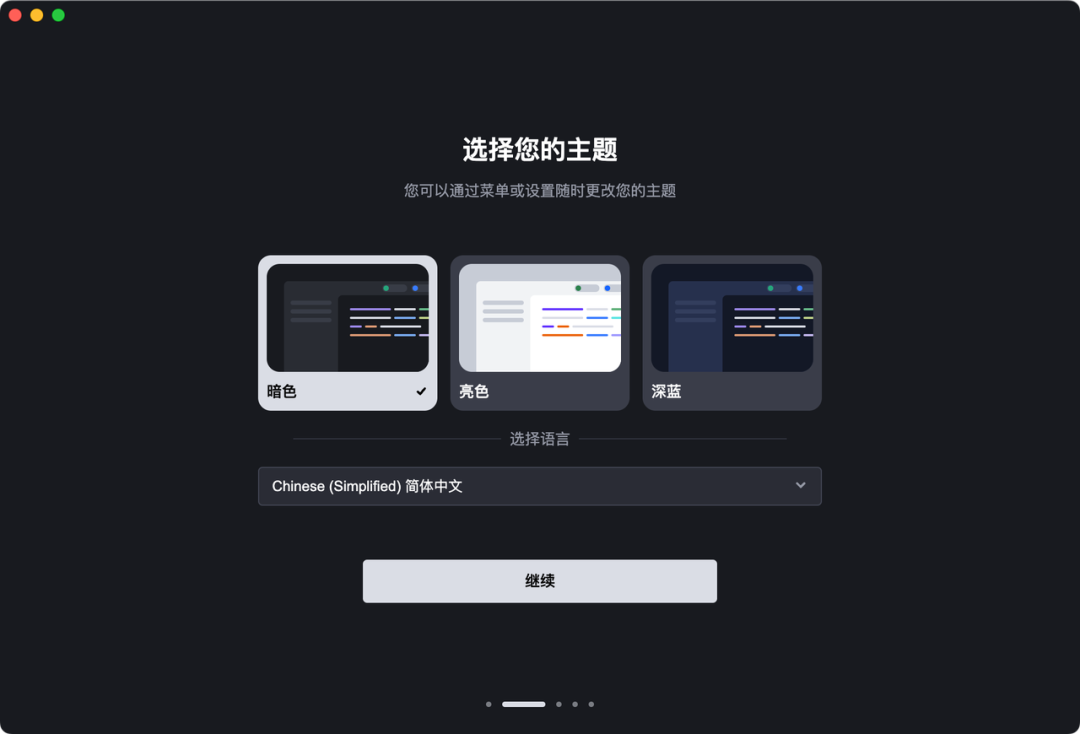 选择您的主题
您可以通过菜单或设置随时更改您的主题
暗色
亮色
深蓝
选择语言
Chinese (Simplified) 简体中文
继续